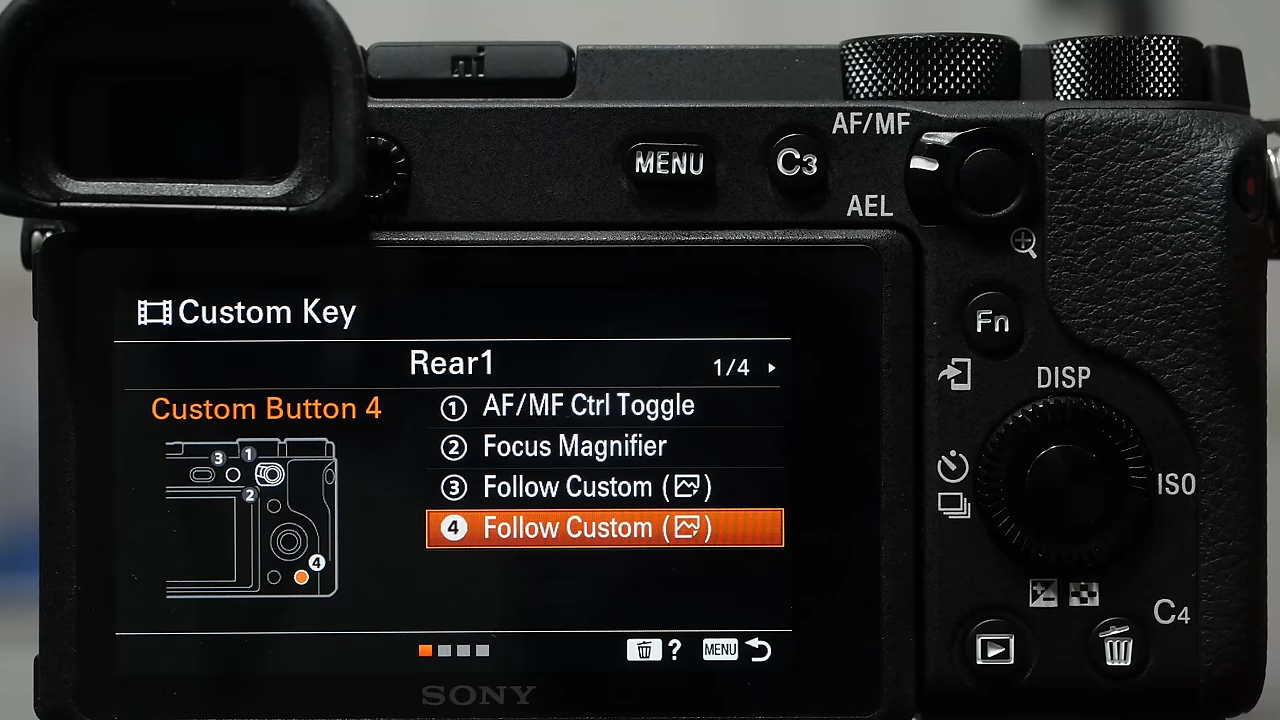 AF/MF
MENU
C3
AEL
Custom Key
Fn
Rear1
1/4
DISP
Custom Button 4
1 AF/MF Ctrl Toggle
2 Focus Magnifier
3 Follow Custom ( )
4 Follow Custom ( )
3 1
2
4
ISO
C4
? MENU
SONY